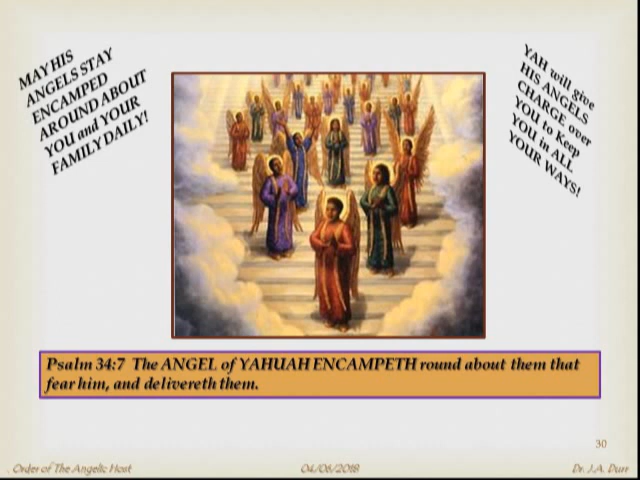 MAY HIS
ANGELS STAY
ENCAMPED
AROUND ABOUT
YOU and YOUR
FAMILY DAILY!
YAH will give
HIS ANGELS
CHARGE over
YOU to Keep
YOU in ALL
YOUR WAYS!
Psalm 34:7 The ANGEL of YAHUAH ENCAMPETH round about them that
fear him, and delivereth them.
30
Order of The Angelic Host
04/06/2018
Dr. J.A. Durr